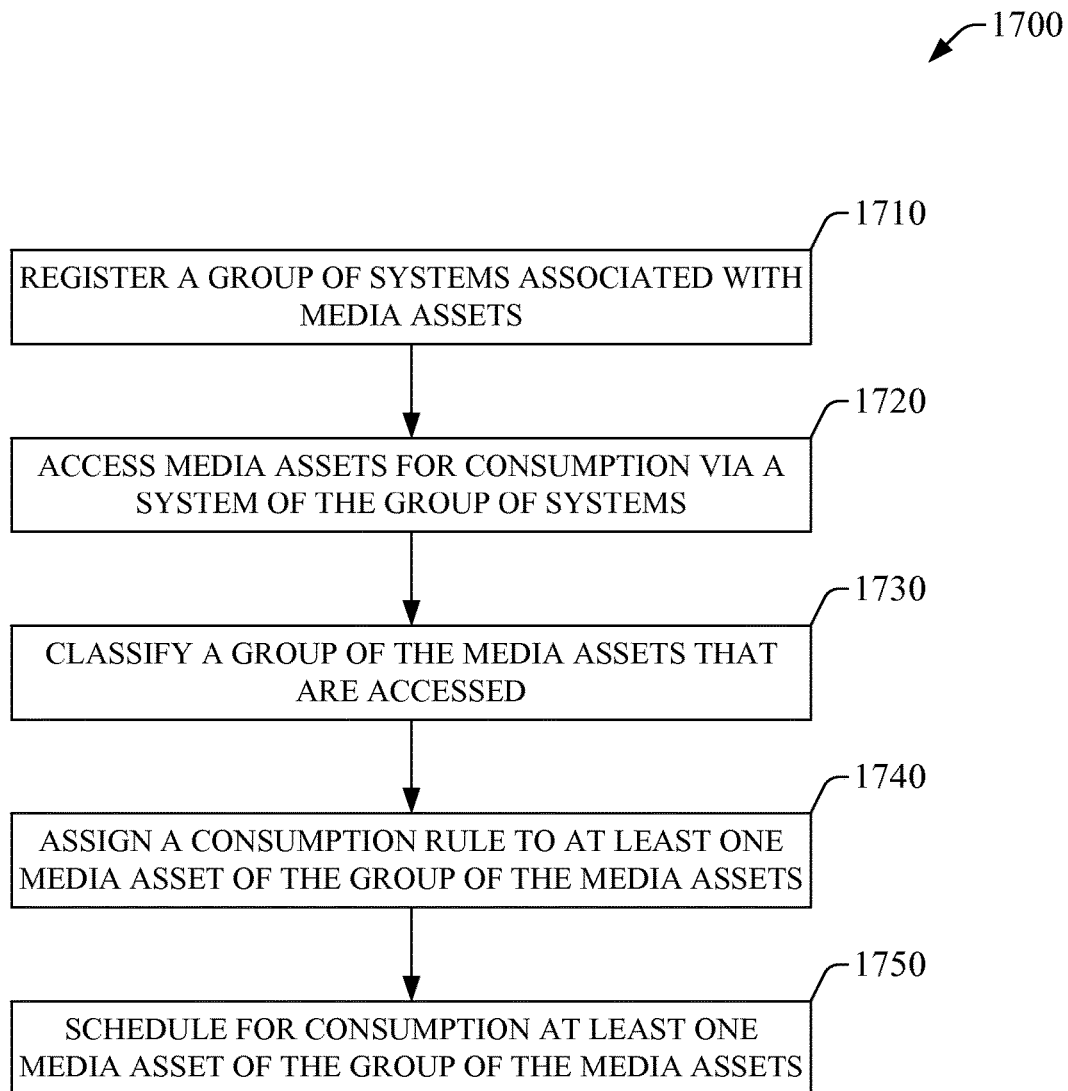 1700
1710
REGISTER A GROUP OF SYSTEMS ASSOCIATED WITH
MEDIA ASSETS
1720
ACCESS MEDIA ASSETS FOR CONSUMPTION VIA A
SYSTEM OF THE GROUP OF SYSTEMS
1730
CLASSIFY A GROUP OF THE MEDIA ASSETS THAT
ARE ACCESSED
1740
ASSIGN A CONSUMPTION RULE TO AT LEAST ONE
MEDIA ASSET OF THE GROUP OF THE MEDIA ASSETS
1750
SCHEDULE FOR CONSUMPTION AT LEAST ONE
MEDIA ASSET OF THE GROUP OF THE MEDIA ASSETS